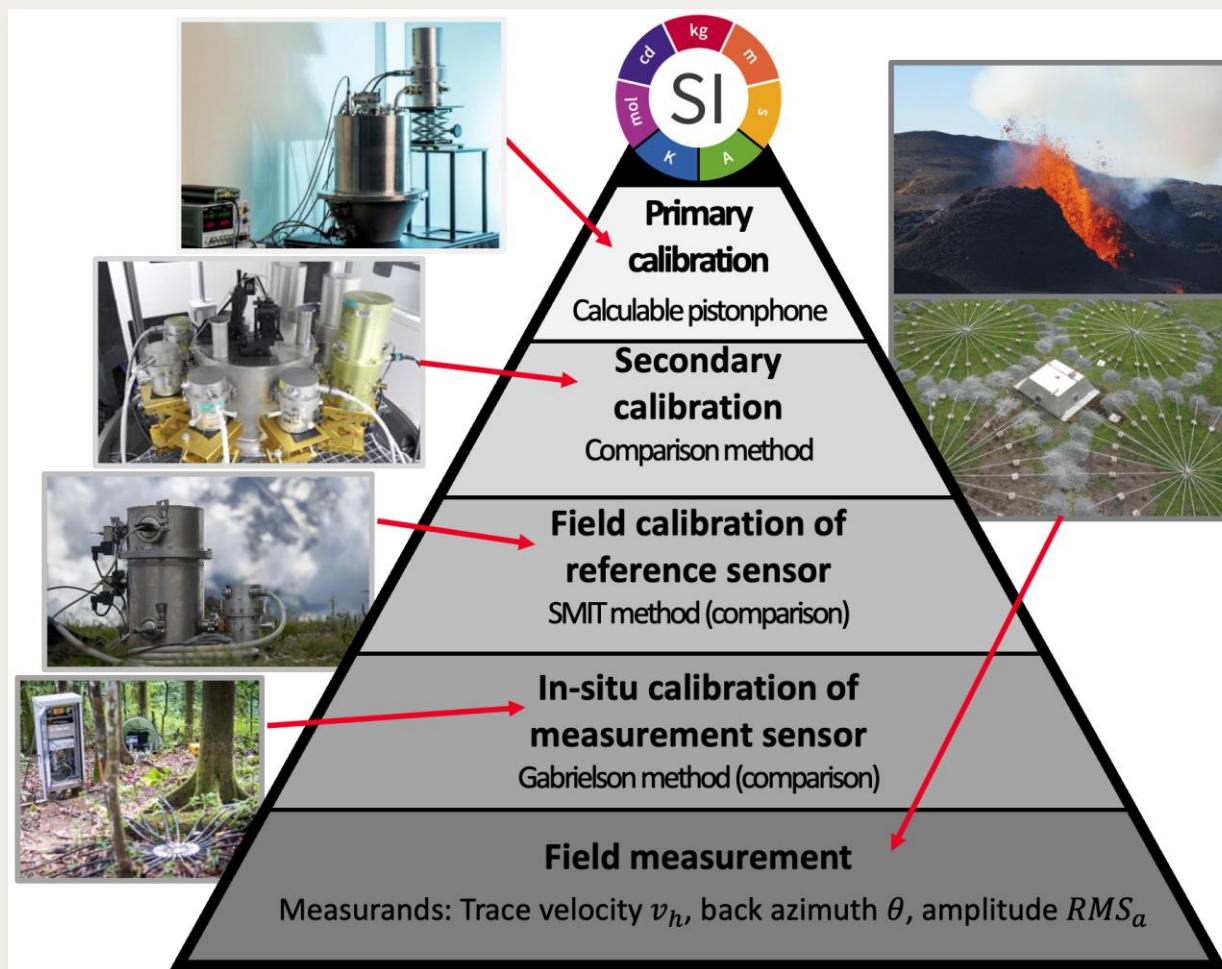 kg
m
s
A
K
mol
cd
SI
Primary
calibration
Calculable pistonphone
Secondary
calibration
Comparison method
Field calibration of
reference sensor
SMIT method (comparison)
In-situ calibration of
measurement sensor
Gabrielson method (comparison)
Field measurement
Measurands: Trace velocity 𝑣ₕ, back azimuth 𝜃, amplitude 𝑅𝑀𝑆ₐ